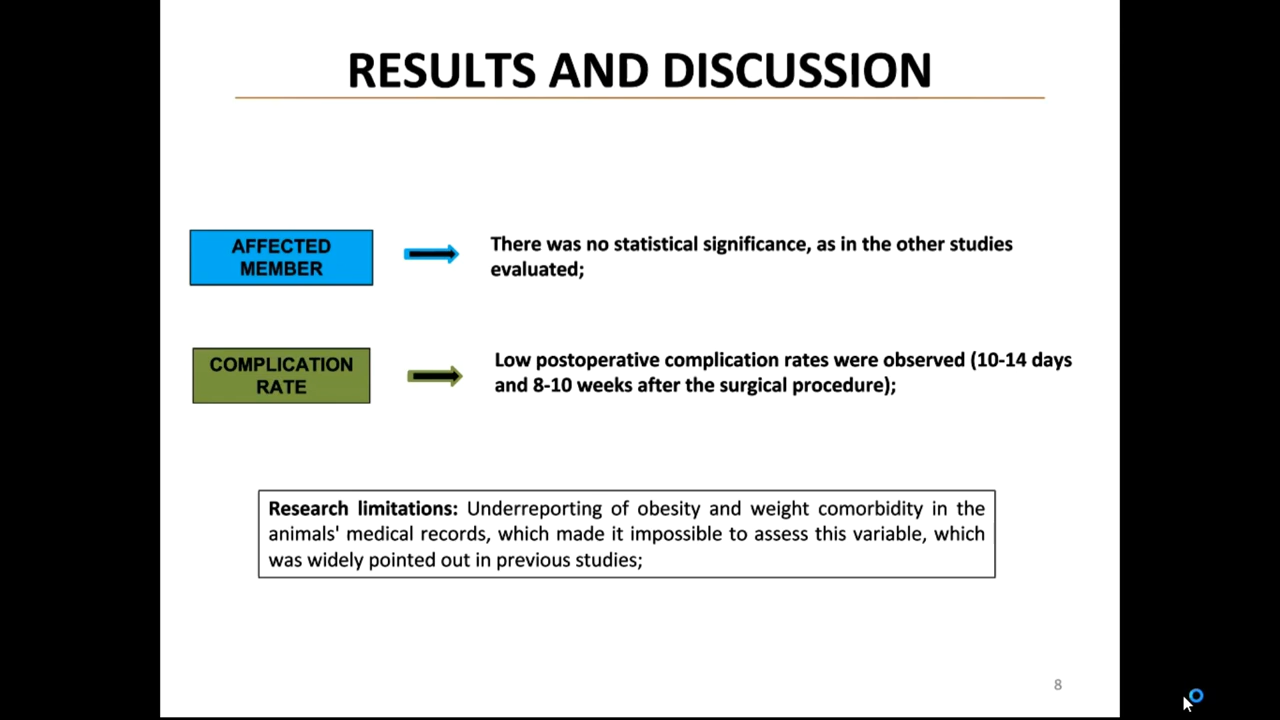 RESULTS AND DISCUSSION
AFFECTED
MEMBER
There was no statistical significance, as in the other studies
evaluated;
COMPLICATION
RATE
Low postoperative complication rates were observed (10-14 days
and 8-10 weeks after the surgical procedure);
Research limitations: Underreporting of obesity and weight comorbidity in the
animals' medical records, which made it impossible to assess this variable, which
was widely pointed out in previous studies;
8